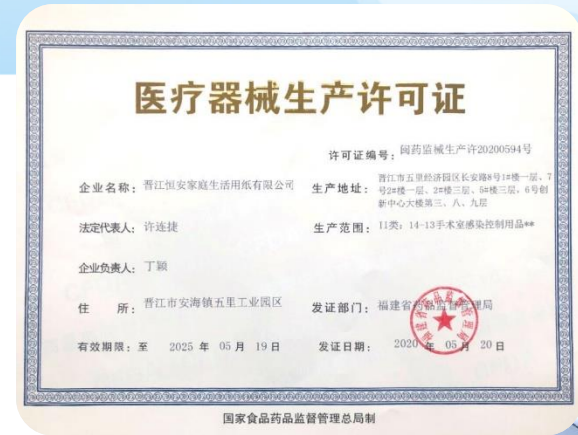 医疗器械生产许可证
许可证编号：闽药监械生产许20200594号
企业名称：晋江恒安家庭生活用纸有限公司
生产地址：晋江市五里经济园区长安路8号1#楼一层、7
号2#楼一层、2#楼三层、5#楼三层、6号创
新中心大楼第三、八、九层
法定代表人：许连捷
生产范围：II类：14-13手术室感染控制用品**
企业负责人：丁颖
住 所：晋江市安海镇五里工业园区
发证部门：福建省药品监督管理局
有效期限：至 2025 年 05 月 19 日
发证日期：2020 年 05 月 20 日
国家食品药品监督管理总局制